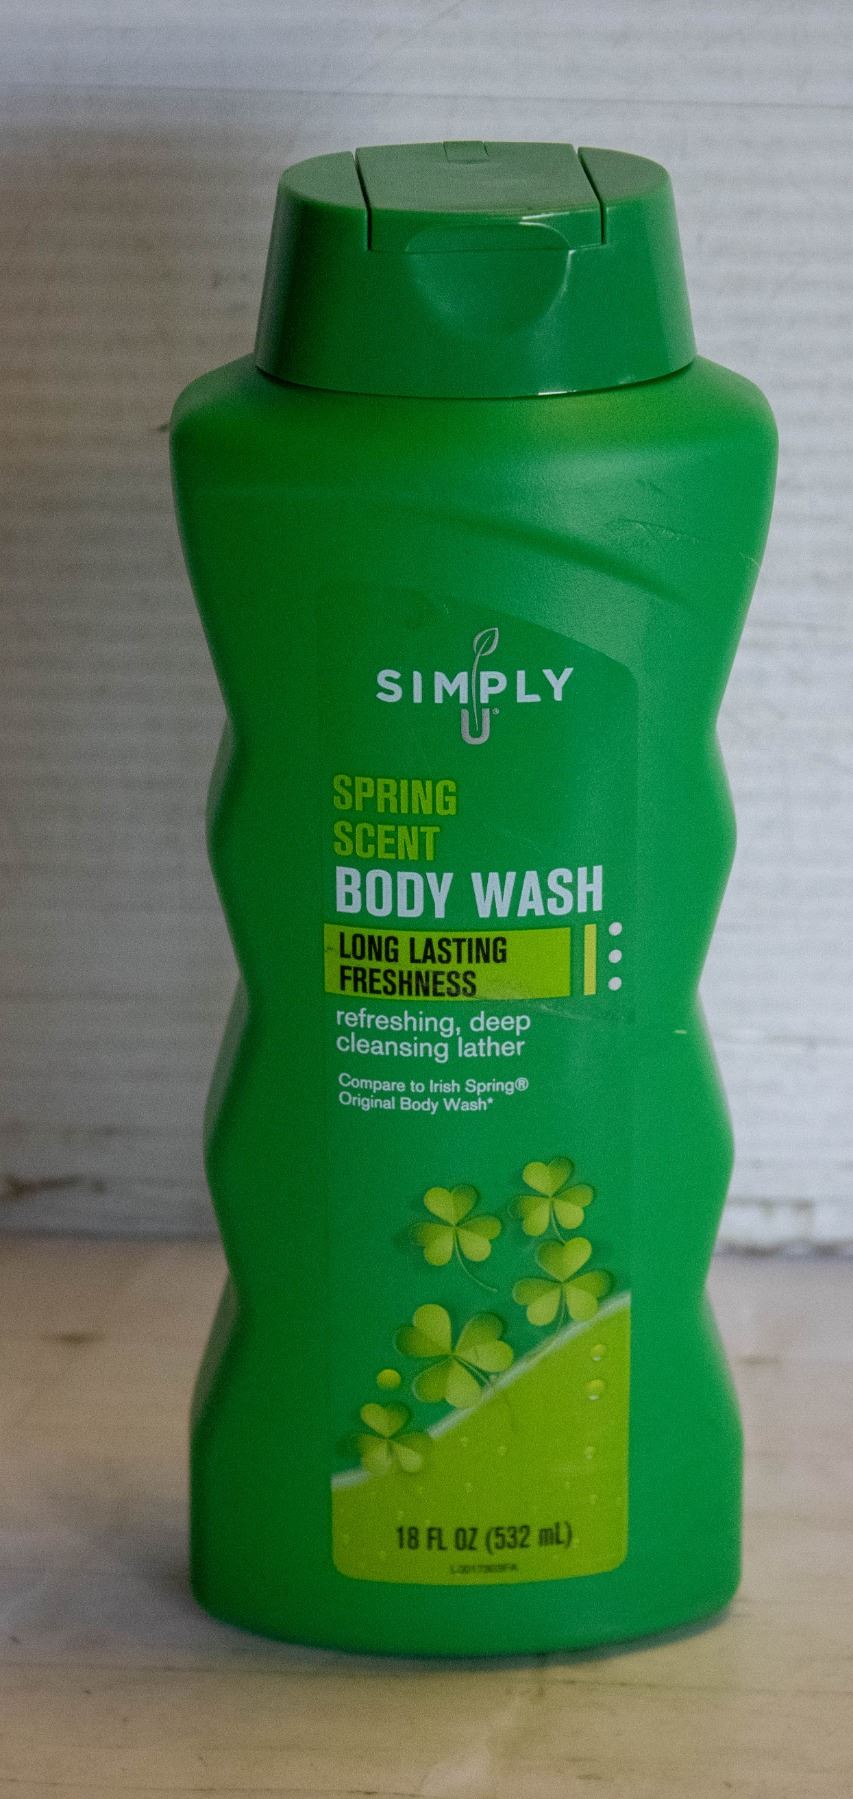 SIMPLY
U®
SPRING
SCENT
BODY WASH
LONG LASTING
FRESHNESS
refreshing, deep
cleansing lather
Compare to Irish Spring®
Original Body Wash*
18 FL OZ (532 mL)